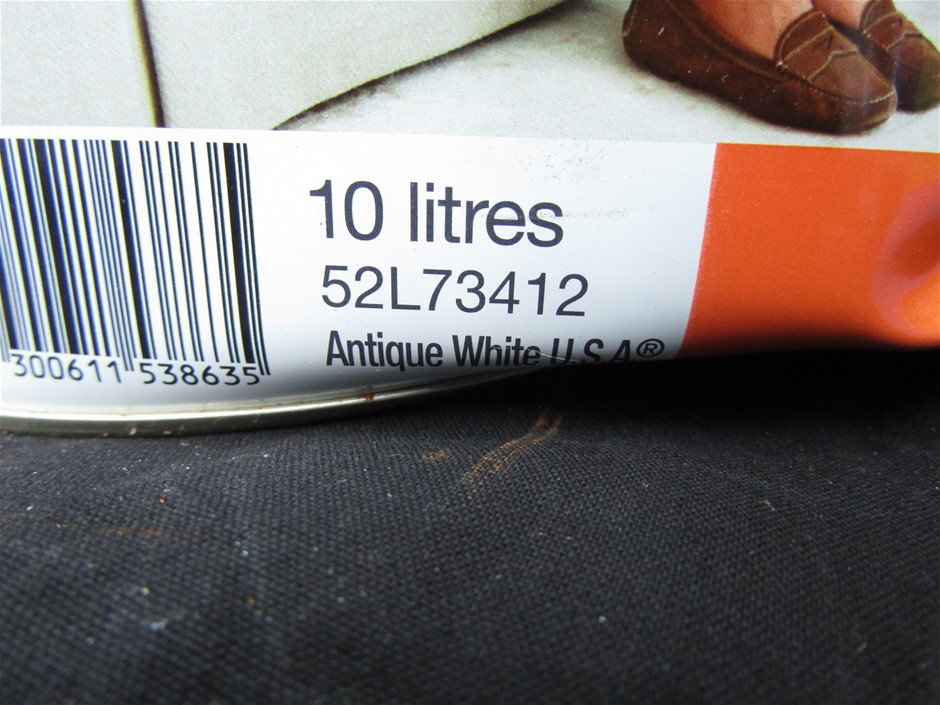 10 litres
52L73412
Antique White U.S.A®
300611 538635